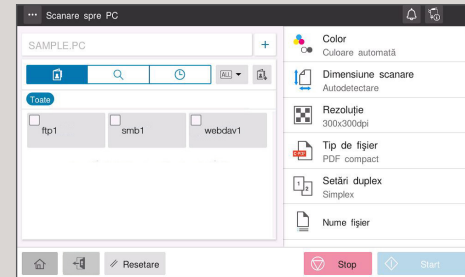 Scanare spre PC
SAMPLE.PC
+
ALL
Toate
ftp1
smb1
webdav1
Color
Culoare automată
Dimensiune scanare
Autodetectare
Rezoluție
300x300dpi
Tip de fișier
PDF compact
Setări duplex
Simplex
Nume fișier
Resetare
Stop
Start